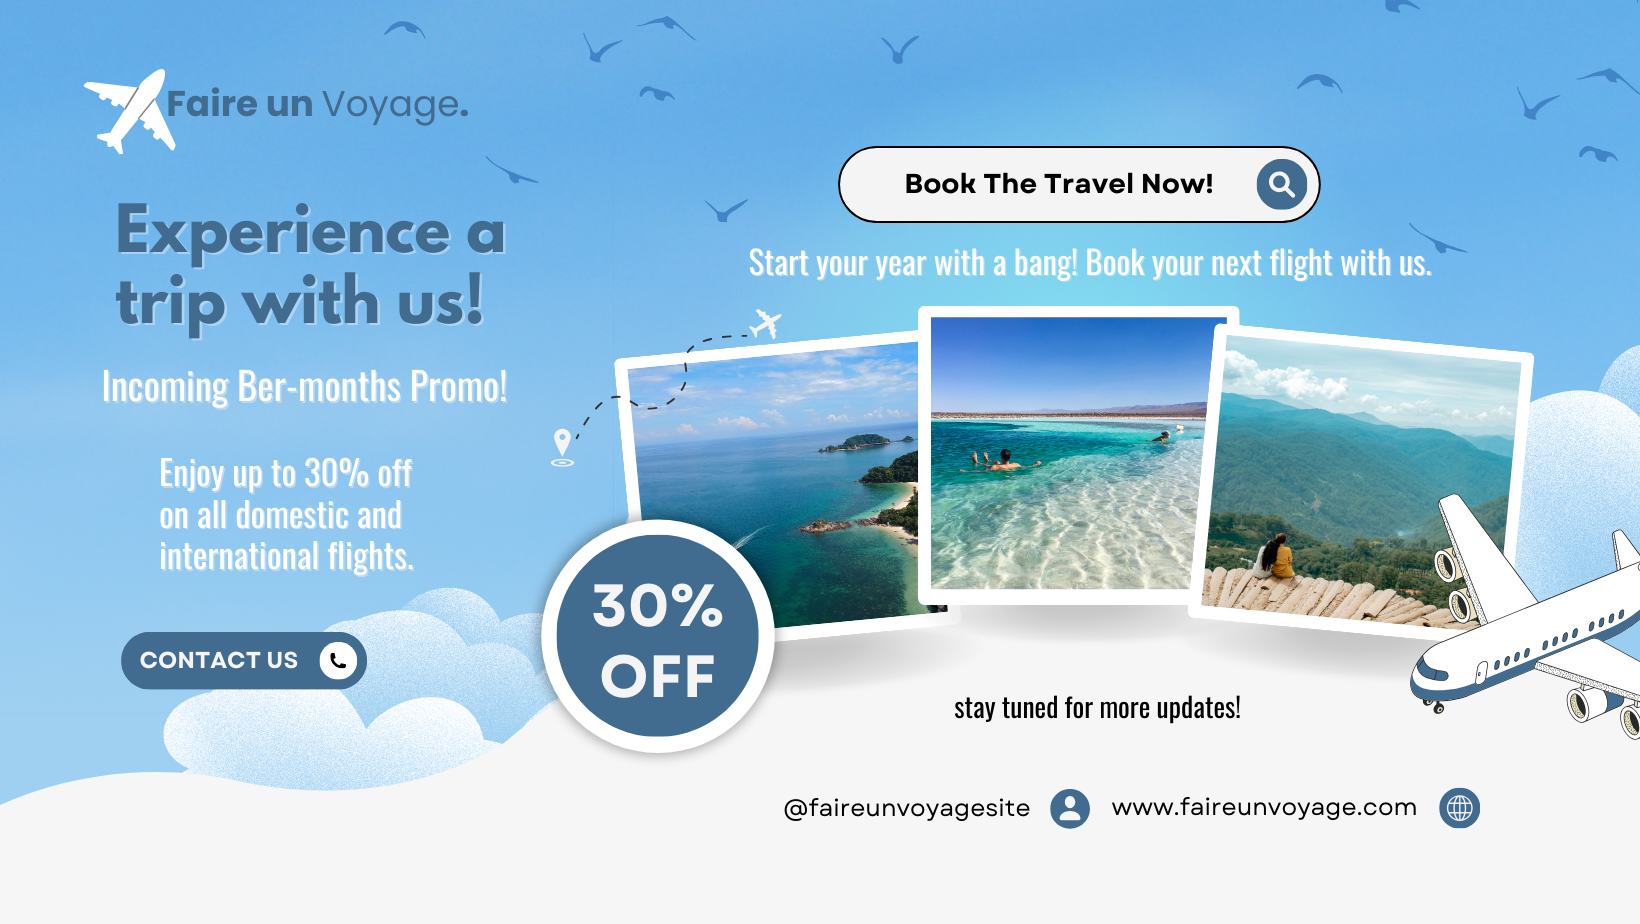 Faire un Voyage.
Experience a
trip with us!
Incoming Ber-months Promo!
Enjoy up to 30% off
on all domestic and
international flights.
CONTACT US
Book The Travel Now!
Start your year with a bang! Book your next flight with us.
30%
OFF
stay tuned for more updates!
@faireunvoyagesite
www.faireunvoyage.com